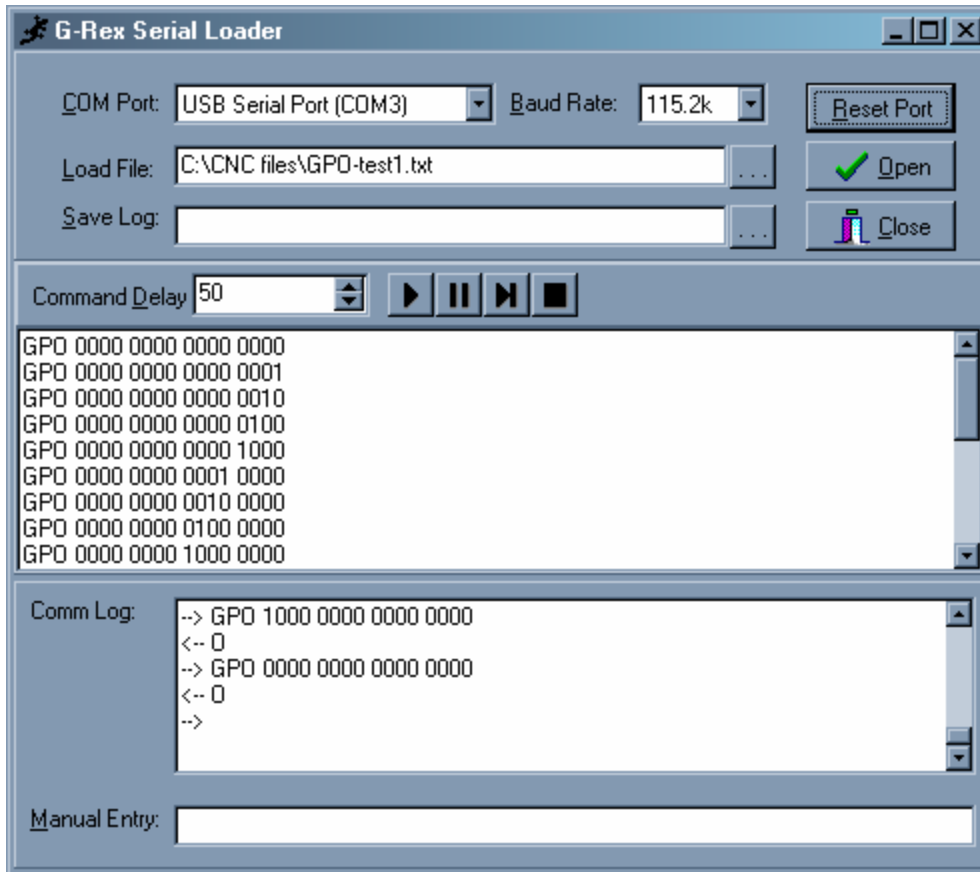 G-Rex Serial Loader
COM Port: USB Serial Port (COM3) Baud Rate: 115.2k Reset Port
Load File: C:\CNC files\GPO-test1.txt ... Open
Save Log: ... Close
Command Delay 50
GPO 0000 0000 0000 0000
GPO 0000 0000 0000 0001
GPO 0000 0000 0000 0010
GPO 0000 0000 0000 0100
GPO 0000 0000 0000 1000
GPO 0000 0000 0001 0000
GPO 0000 0000 0010 0000
GPO 0000 0000 0100 0000
GPO 0000 0000 1000 0000
Comm Log: --> GPO 1000 0000 0000 0000
<-- 0
--> GPO 0000 0000 0000 0000
<-- 0
-->
Manual Entry: